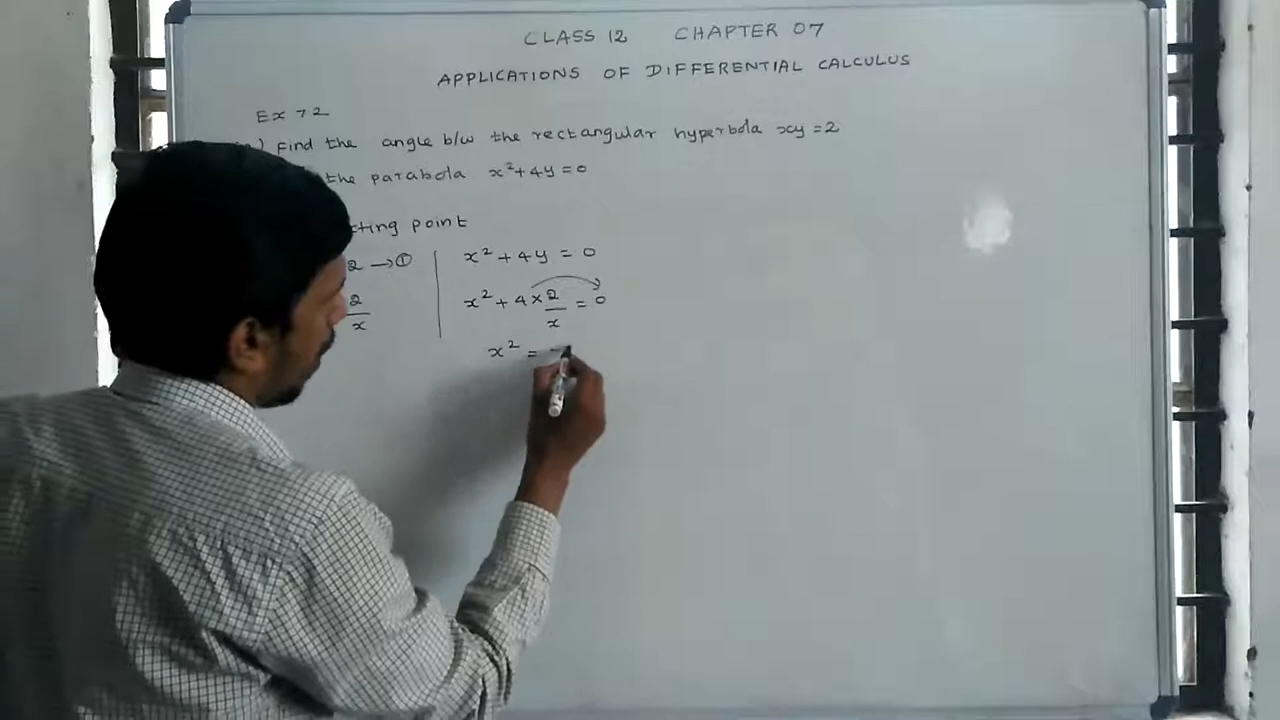 CLASS 12 CHAPTER 07
APPLICATIONS OF DIFFERENTIAL CALCULUS
Ex 7 2
) Find the angle b/w the rectangular hyperbola xy = 2
the parabola x² + 4y = 0
cting point
2 → ①
2/x
x² + 4y = 0
x² + 4 × 2/x = 0
x² = -